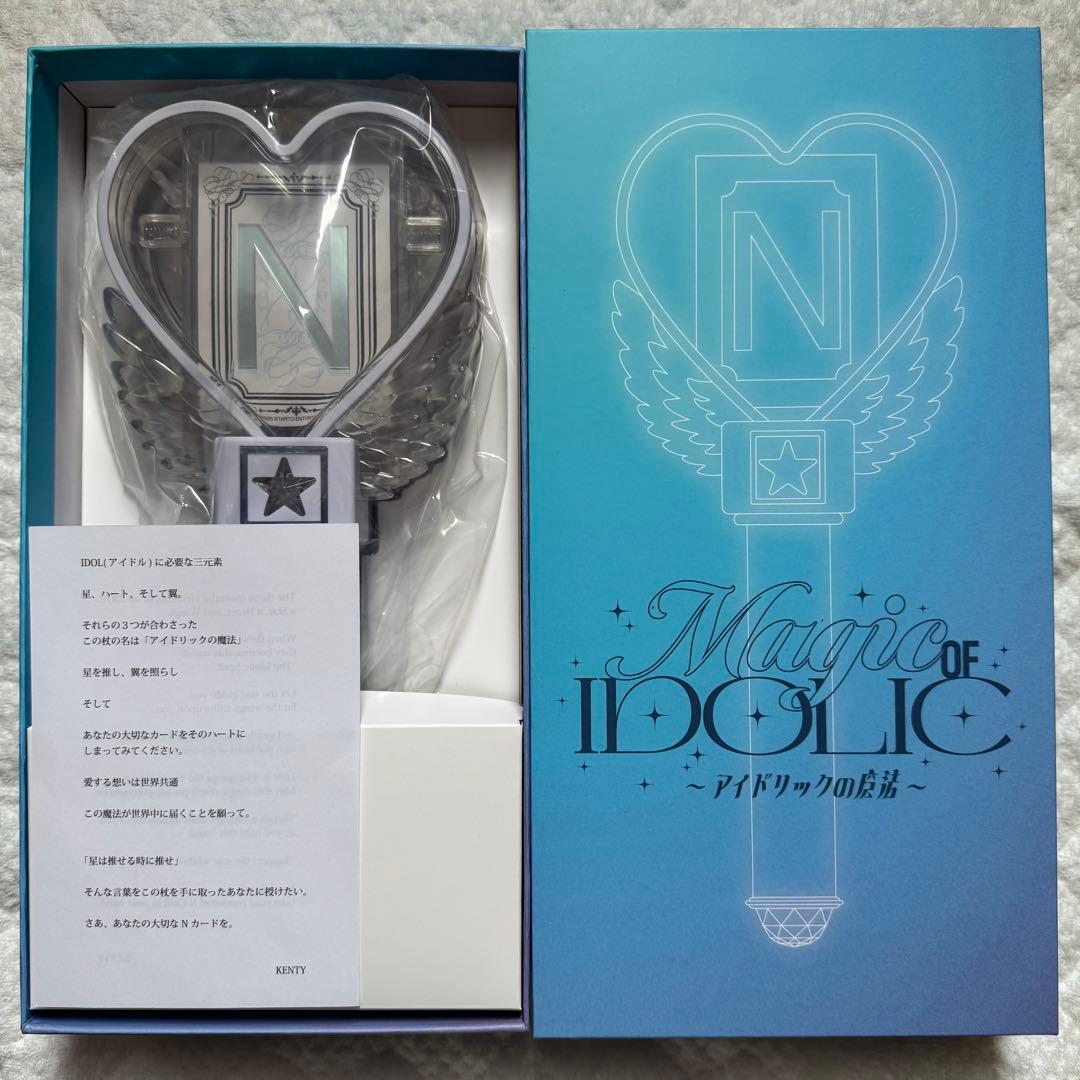 N
IDOL(アイドル)に必要な三元素
星、ハート、そして翼。
それらの３つが合わさった
この杖の名は「アイドリックの魔法」
星を推し、翼を照らし
そして
あなたの大切なカードをそのハートに
しまってみてください。
愛する想いは世界共通
この魔法が世界中に届くことを願って。
「星は推せる時に推せ」
そんな言葉をこの杖を手に取ったあなたに授けたい。
さあ、あなたの大切な N カードを。
KENTY
N
Magic OF
IDOLIC
～アイドリックの魔法～